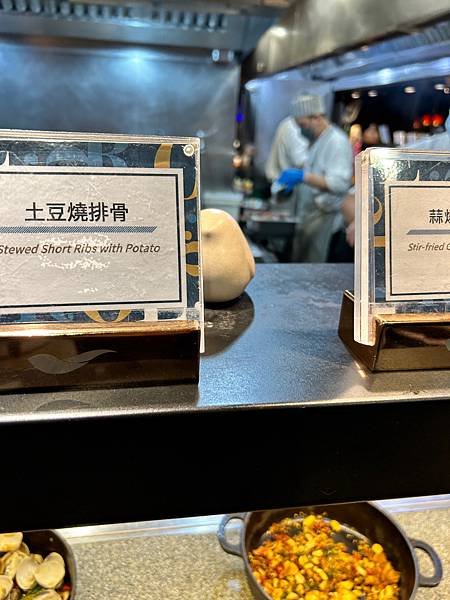 土豆燒排骨
Stewed Short Ribs with Potato
蒜
Stir-fried